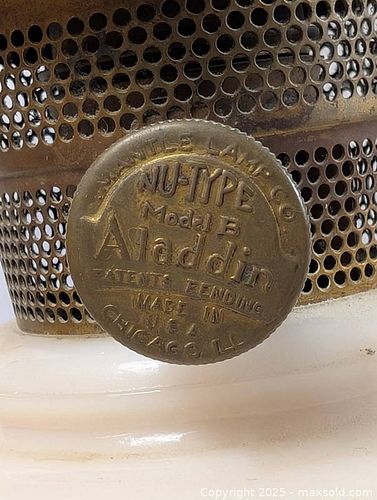 MANTLE LAMP CO.
NU-TYPE
Model B
Aladdin
PATENTS PENDING
MADE IN
U.S.A
CHICAGO, ILL
Copyright 2025 - maxsold.com